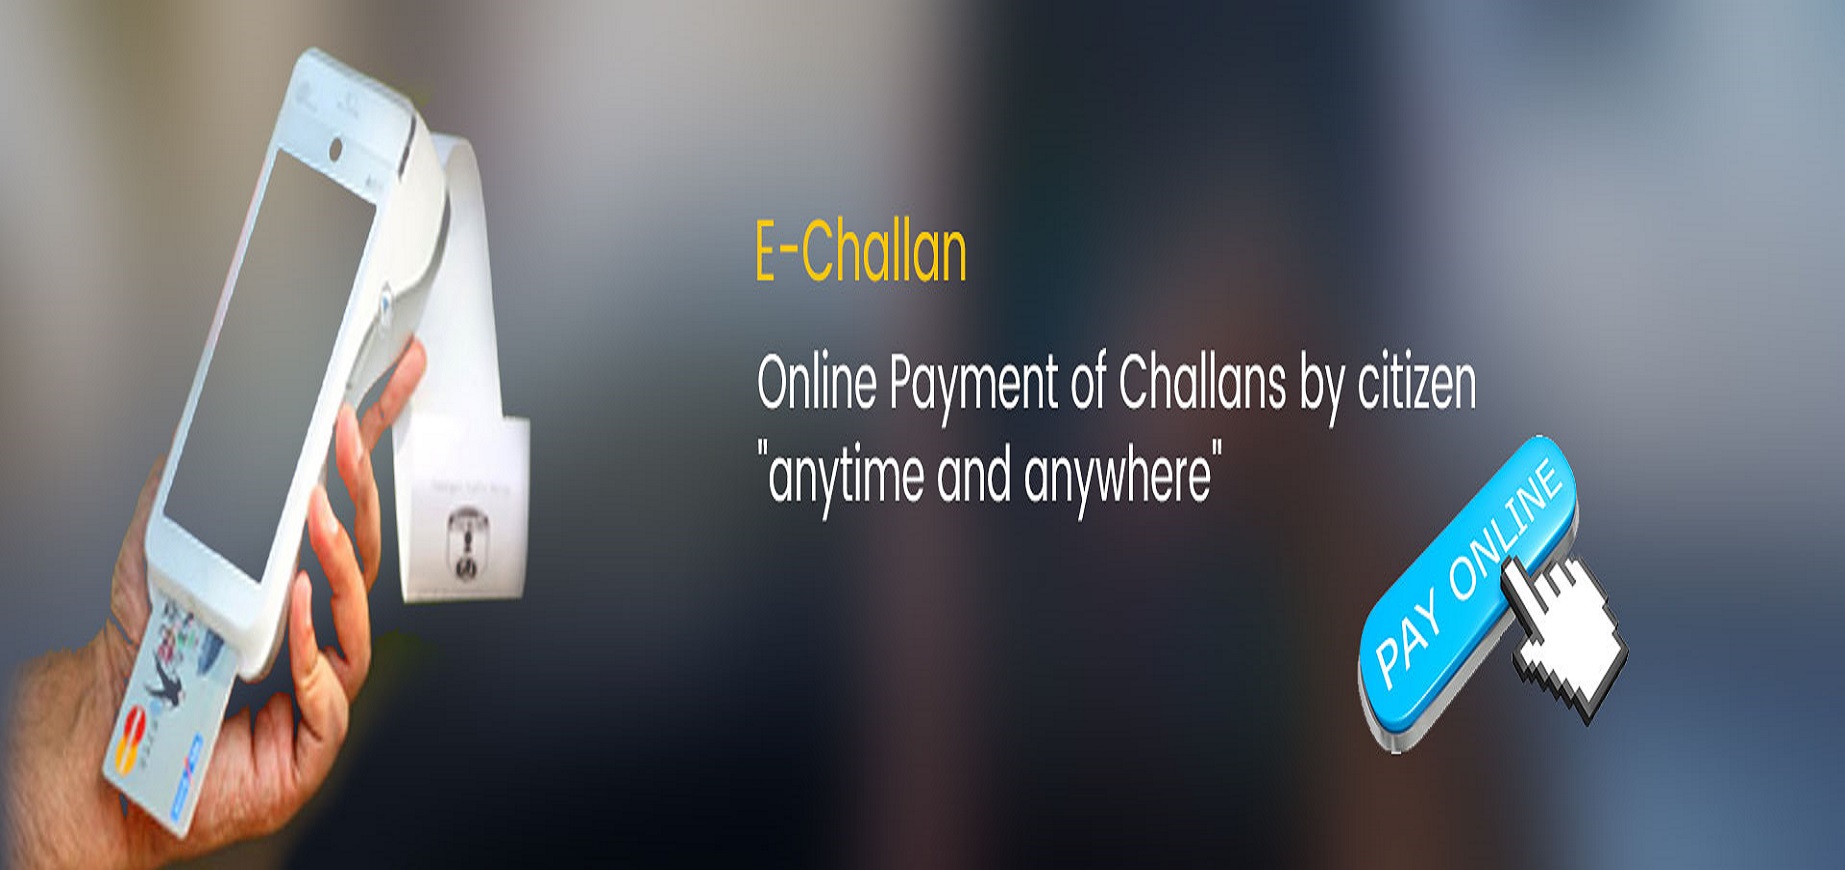 E-Challan
Online Payment of Challans by citizen
"anytime and anywhere"
PAY ONLINE